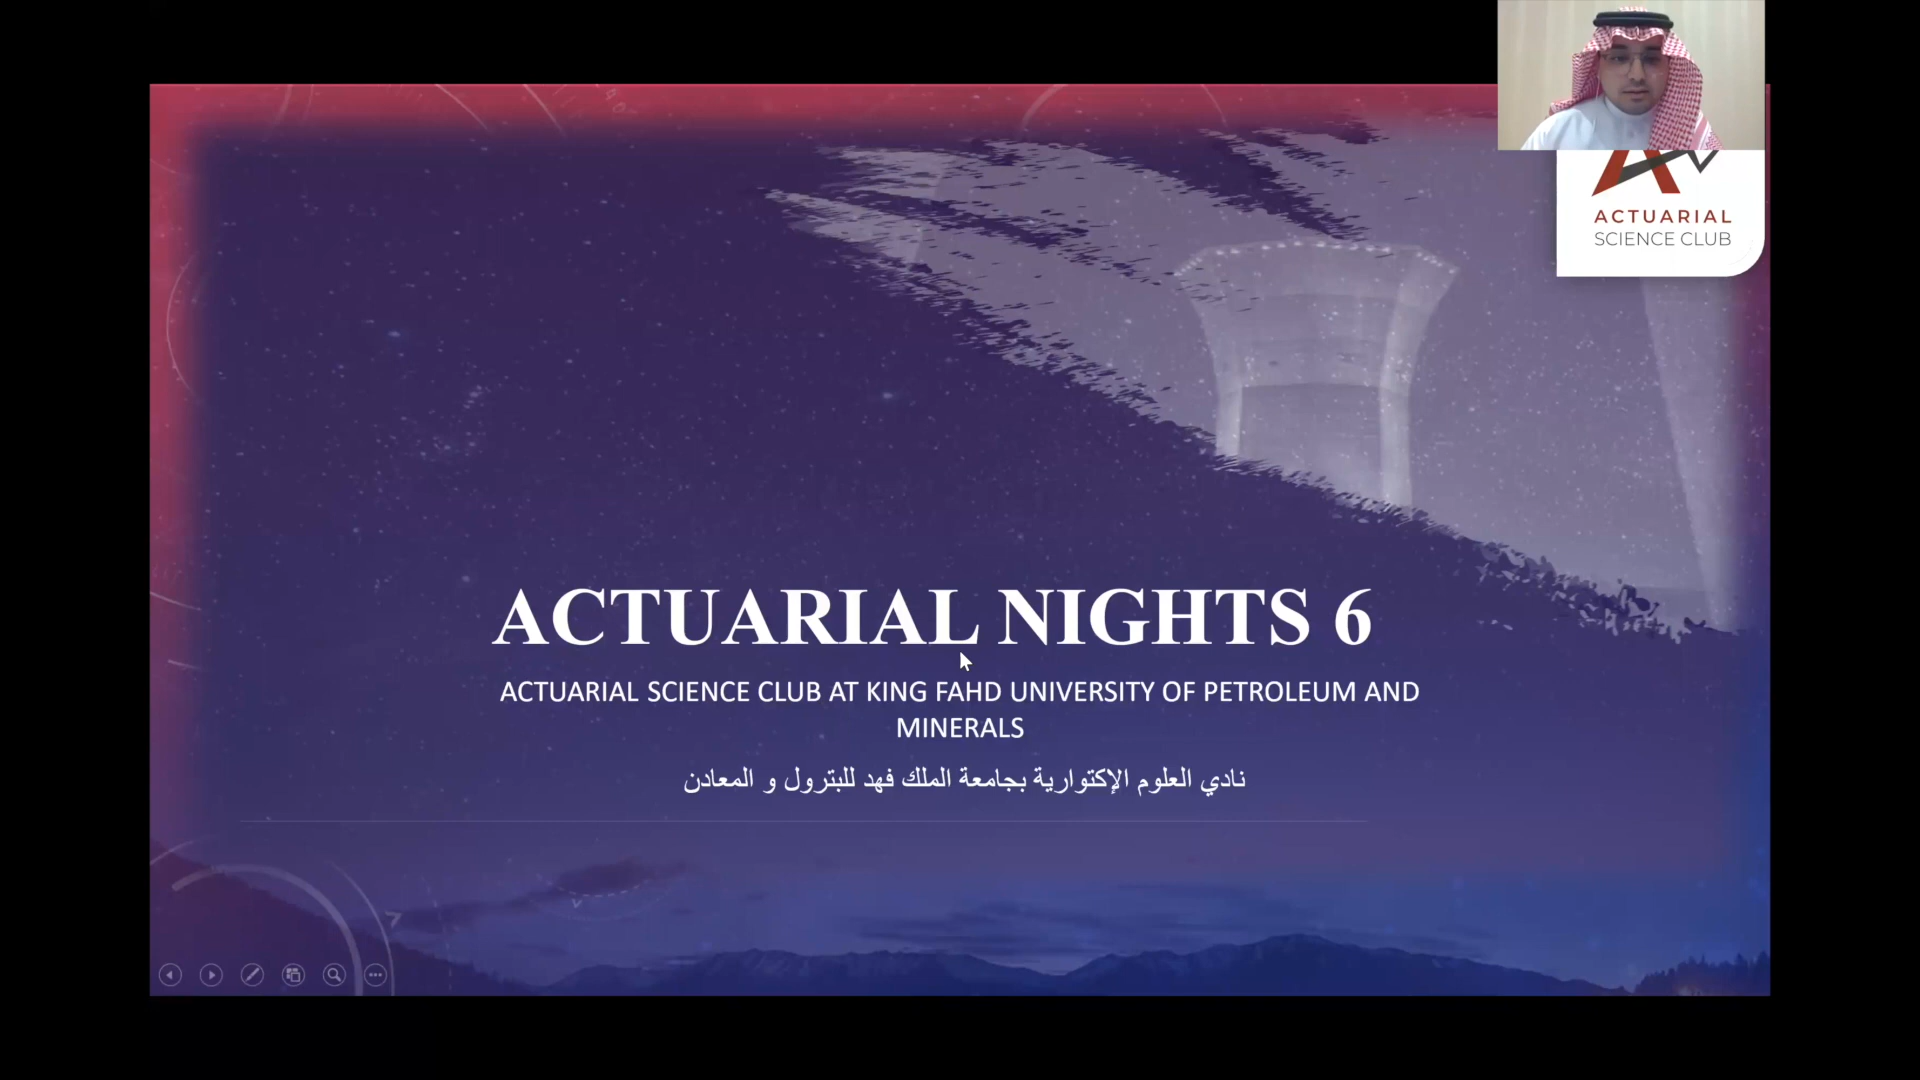 ACTUARIAL
SCIENCE CLUB
ACTUARIAL NIGHTS 6
ACTUARIAL SCIENCE CLUB AT KING FAHD UNIVERSITY OF PETROLEUM AND
MINERALS
نادي العلوم الإكتوارية بجامعة الملك فهد للبترول و المعادن